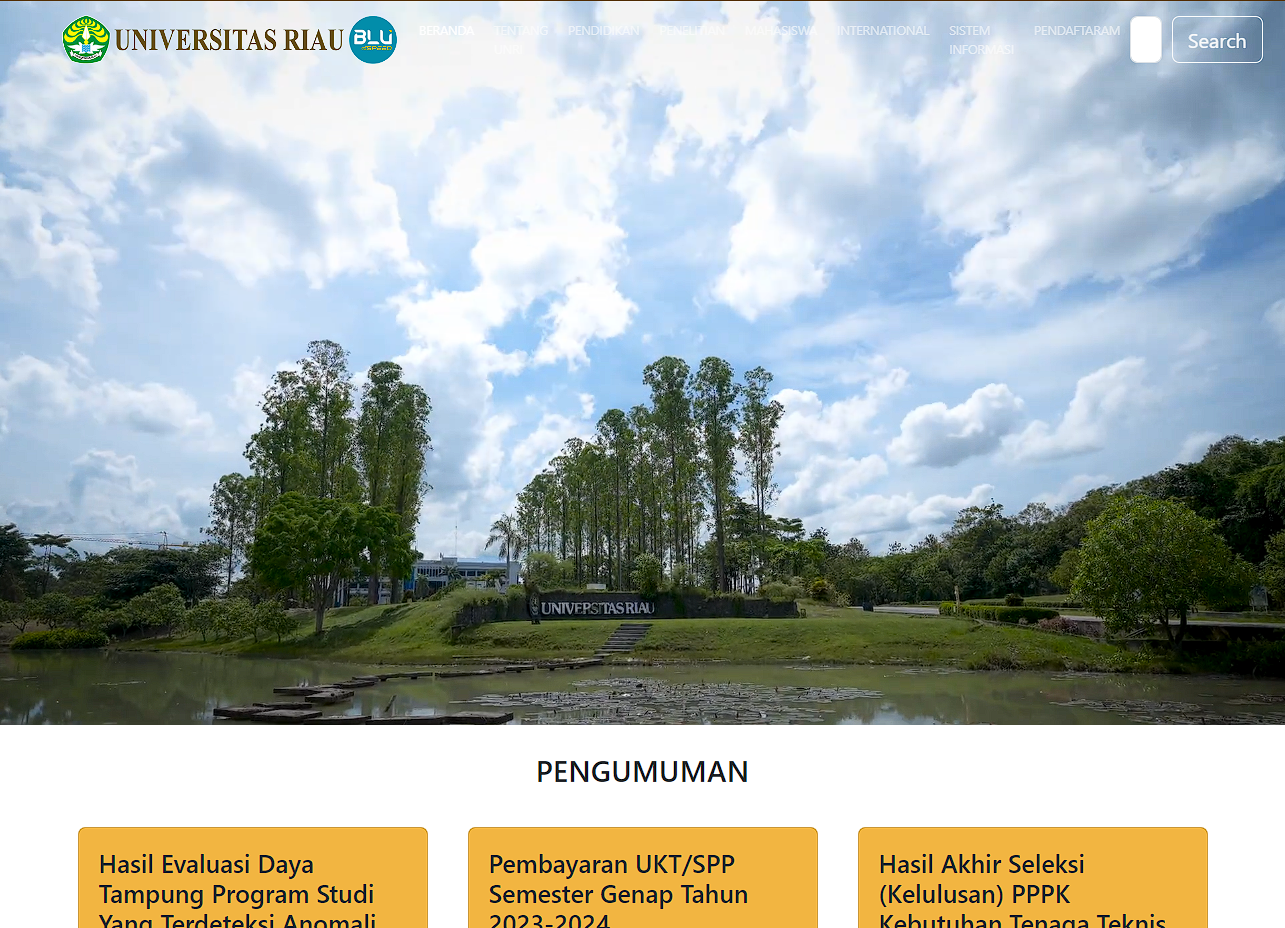 UNIVERSITAS RIAU
BLU
SPEED
BERANDA
TENTANG
PENDIDIKAN
PENELITIAN
MAHASISWA
INTERNATIONAL
SISTEM
INFORMASI
PENDAFTARAM
Search
UNIVERSITAS RIAU
PENGUMUMAN
Hasil Evaluasi Daya
Tampung Program Studi
Yang Terdeteksi Anomali
Pembayaran UKT/SPP
Semester Genap Tahun
2023-2024
Hasil Akhir Seleksi
(Kelulusan) PPPK
Kebutuhan Tenaga Teknis